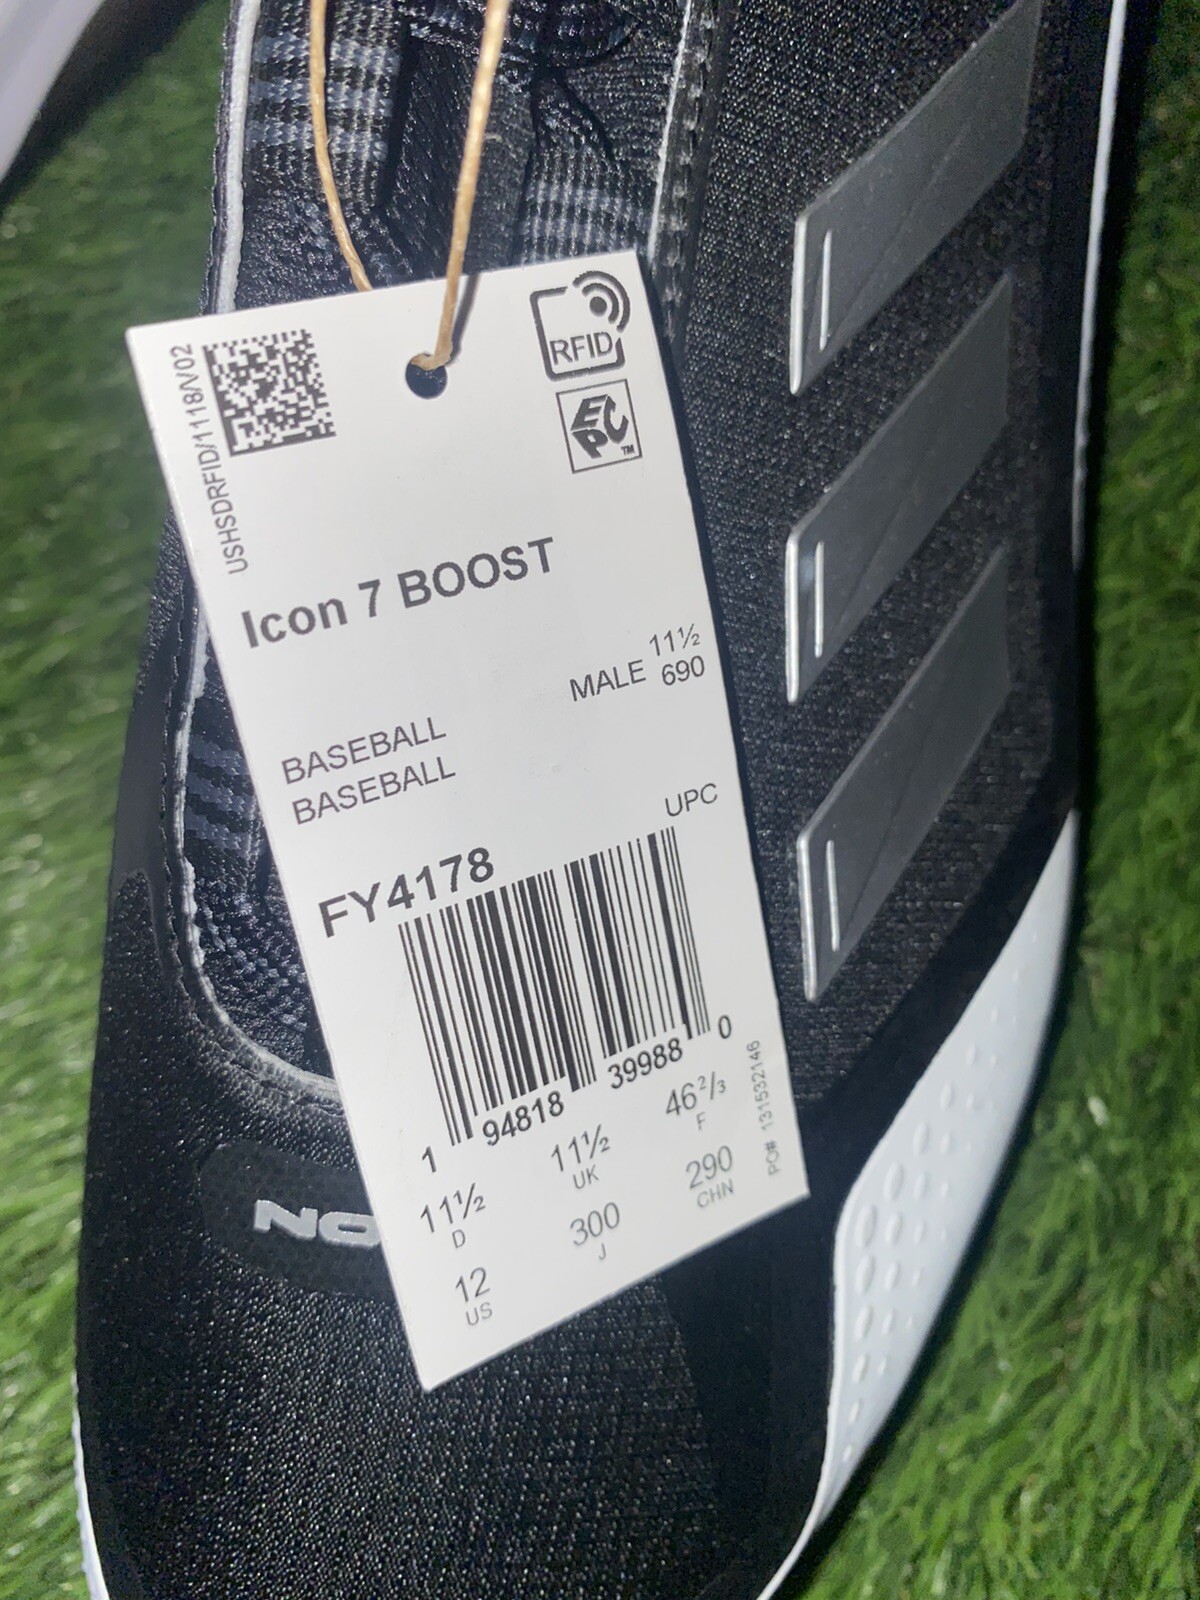 USHSDRFID/1118/V02
RFID
EPC™
Icon 7 BOOST
11½
MALE 690
BASEBALL
BASEBALL
UPC
FY4178
1 94818 39988 0
11½ D
11½ UK
46⅔ F
12 US
300 J
290 CHN
PO# 131532146